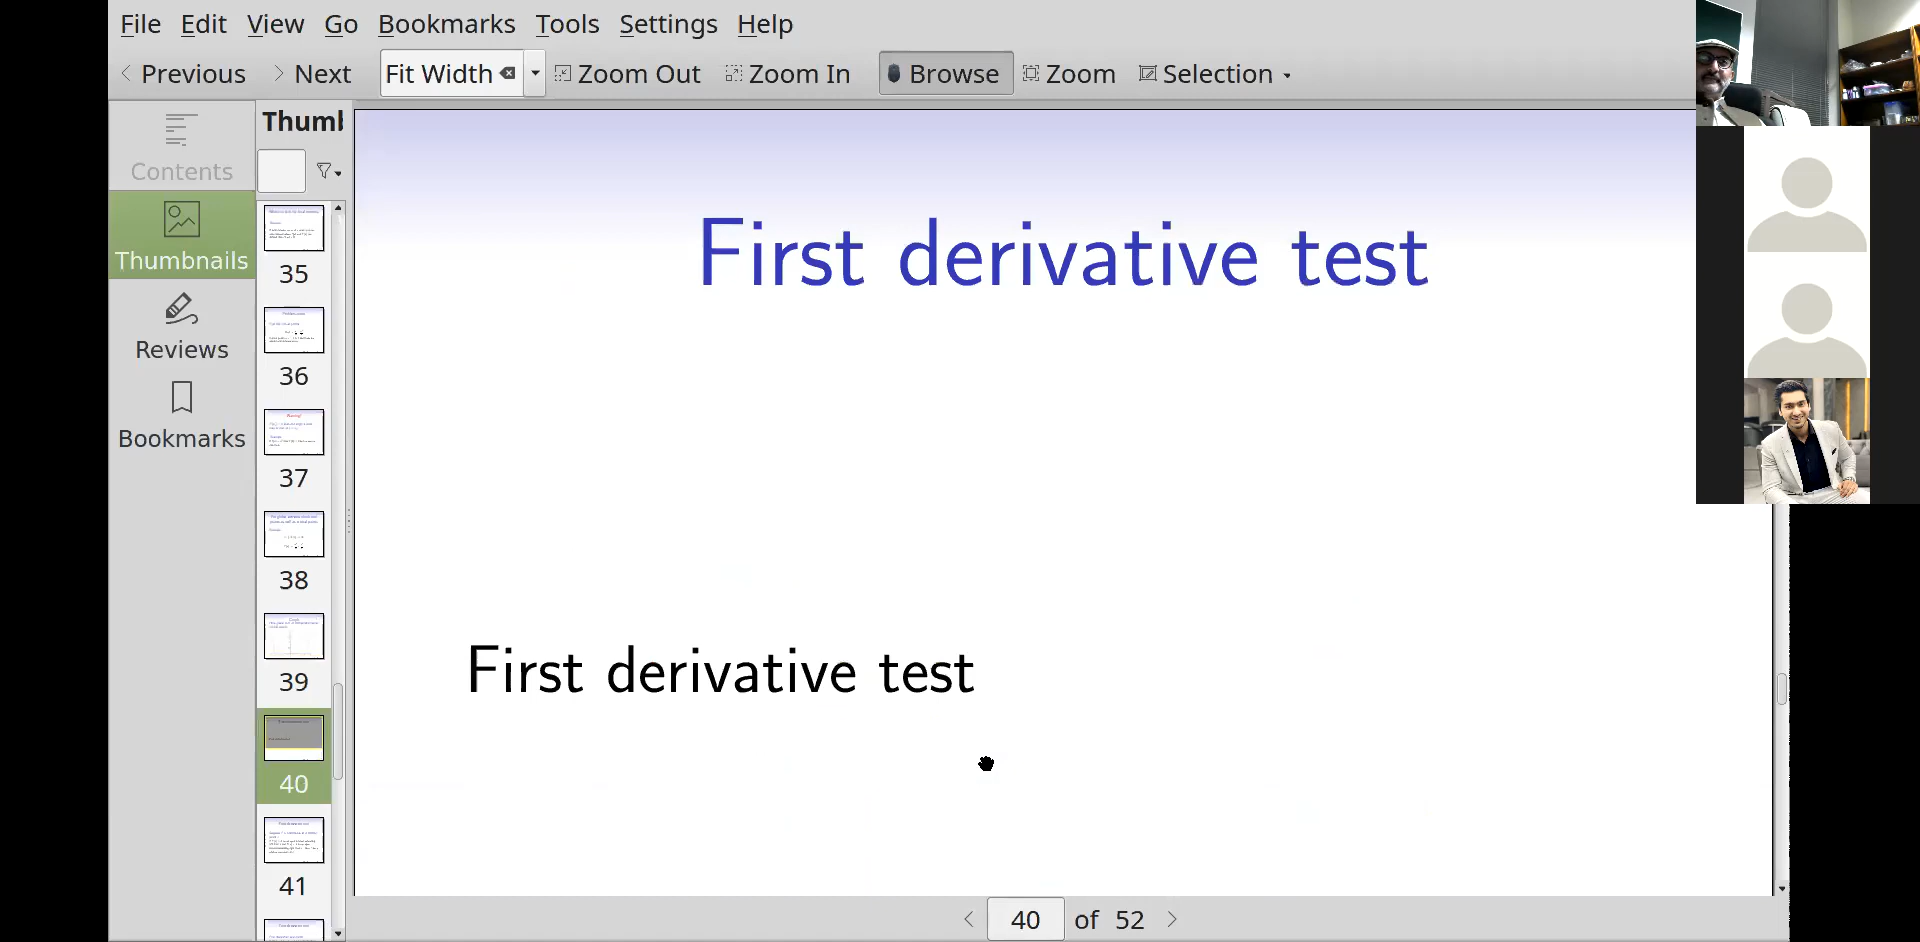 File Edit View Go Bookmarks Tools Settings Help
Previous Next Fit Width Zoom Out Zoom In Browse Zoom Selection
Contents
Thumbnails
Reviews
Bookmarks
Thumb
35
36
37
38
39
40
41
First derivative test
First derivative test
40 of 52